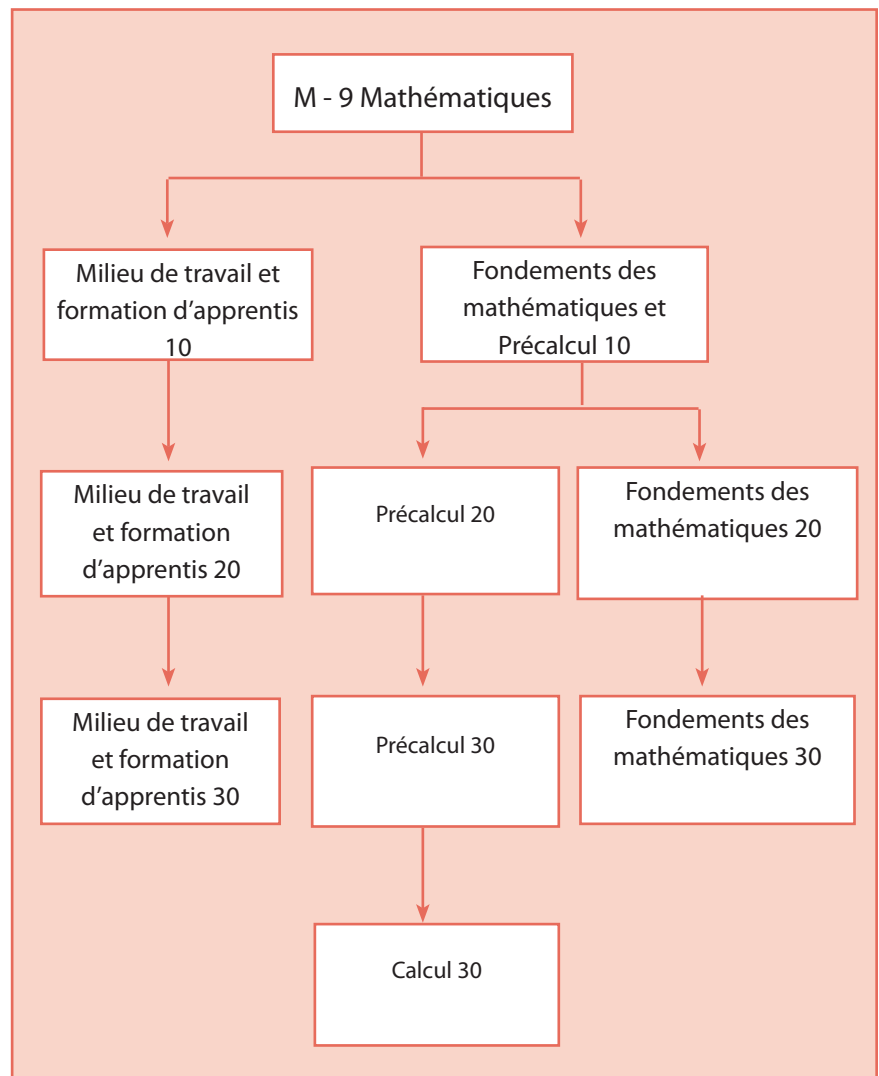 M - 9 Mathématiques
Milieu de travail et
formation d’apprentis
10
Fondements des
mathématiques et
Précalcul 10
Milieu de travail
et formation
d’apprentis 20
Précalcul 20
Fondements des
mathématiques 20
Milieu de travail
et formation
d’apprentis 30
Précalcul 30
Fondements des
mathématiques 30
Calcul 30